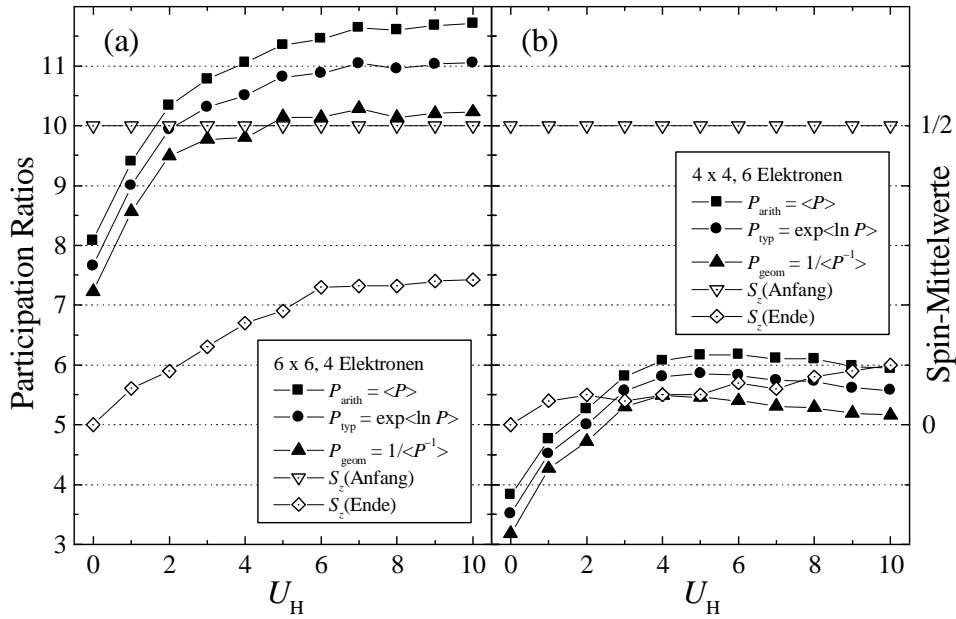 (a)
(b)
Participation Ratios
11
10
9
8
7
6
5
4
3
6 x 6, 4 Elektronen
P_arith = <P>
P_typ = exp<ln P>
P_geom = 1/<P^−1>
S_z(Anfang)
S_z(Ende)
0 2 4 6 8 10
U_H
4 x 4, 6 Elektronen
P_arith = <P>
P_typ = exp<ln P>
P_geom = 1/<P^−1>
S_z(Anfang)
S_z(Ende)
0 2 4 6 8 10
U_H
1/2
0
Spin-Mittelwerte